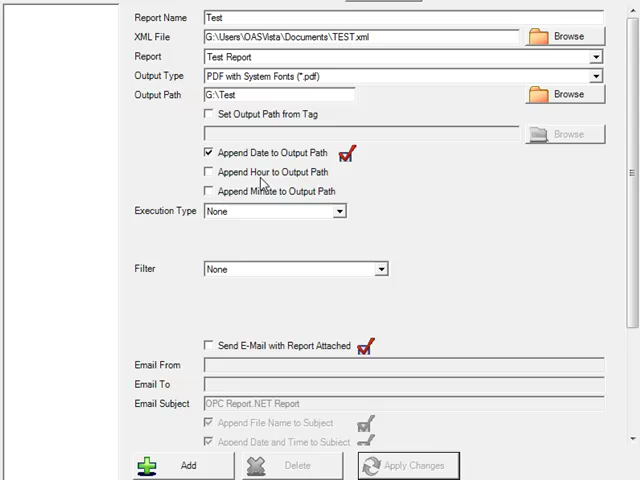 Report Name Test
XML File G:\Users\OASVista\Documents\TEST.xml Browse
Report Test Report
Output Type PDF with System Fonts (*.pdf)
Output Path G:\Test Browse
Set Output Path from Tag
Browse
Append Date to Output Path
Append Hour to Output Path
Append Minute to Output Path
Execution Type None
Filter None
Send E-Mail with Report Attached
Email From
Email To
Email Subject OPC Report.NET Report
Append File Name to Subject
Append Date and Time to Subject
Add Delete Apply Changes